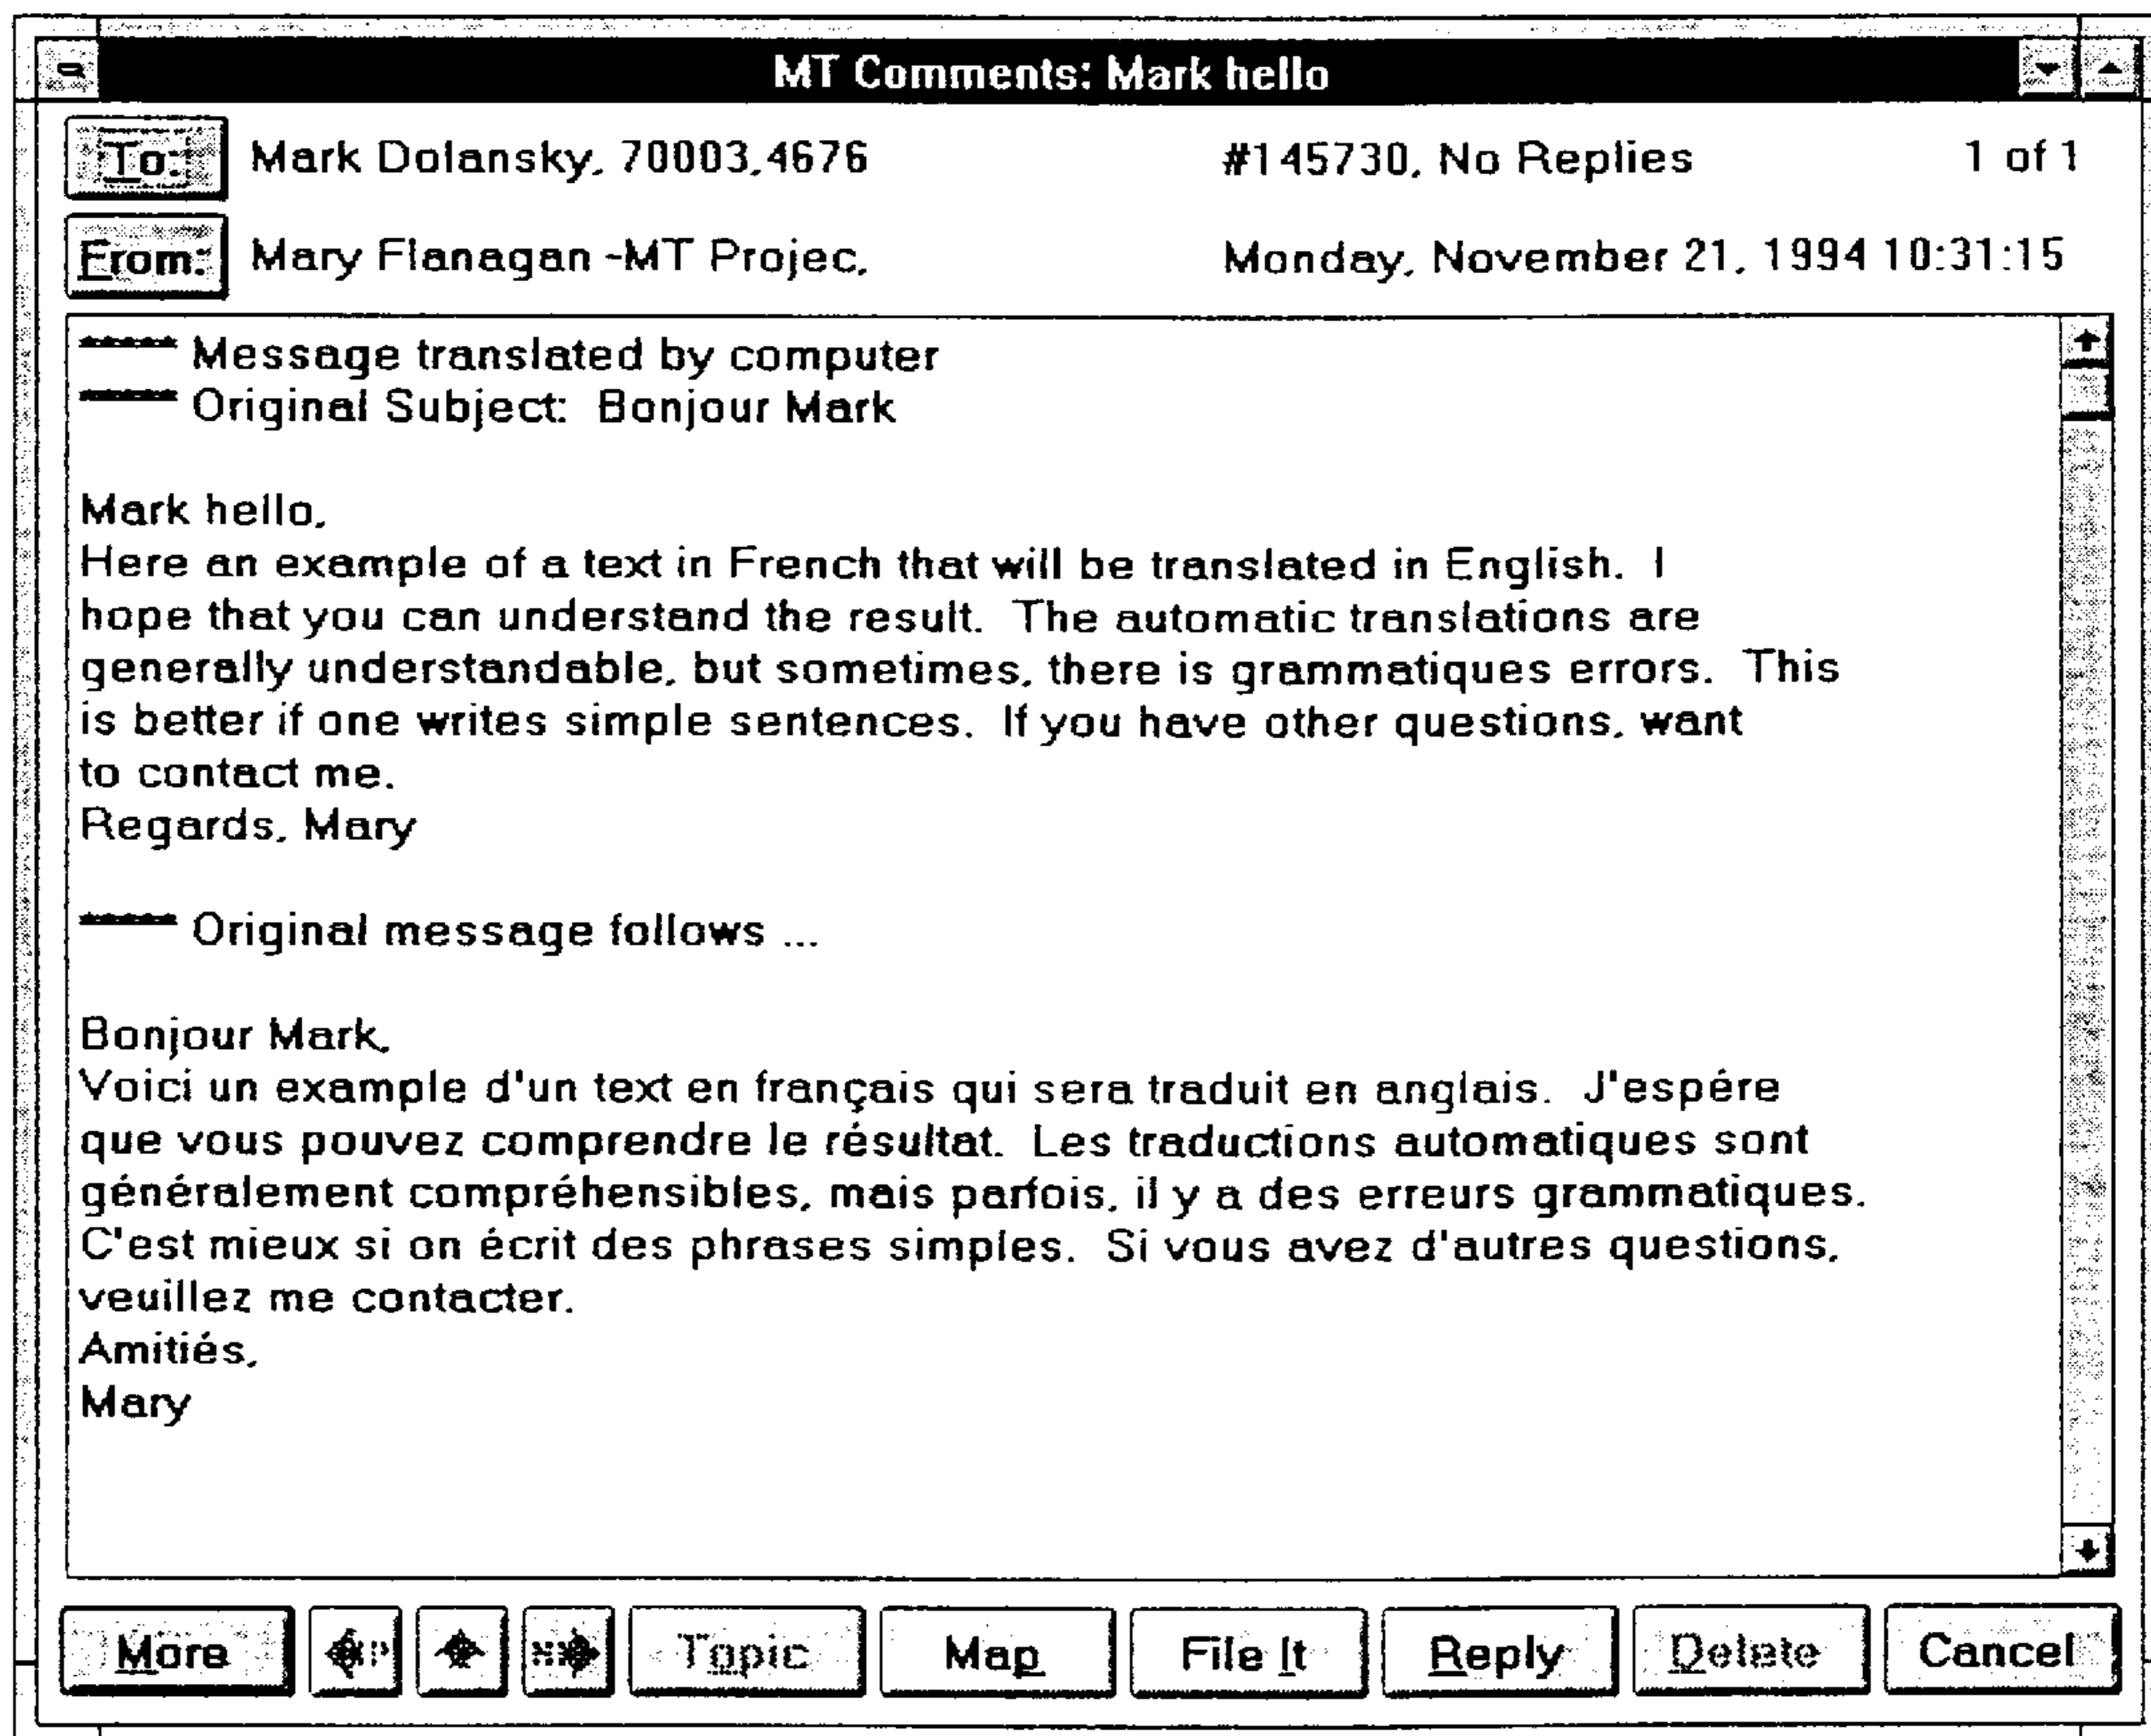 MT Comments: Mark hello
To: Mark Dolansky, 70003,4676 #145730, No Replies 1 of 1
From: Mary Flanagan -MT Projec, Monday, November 21, 1994 10:31:15
***** Message translated by computer
***** Original Subject: Bonjour Mark
Mark hello,
Here an example of a text in French that will be translated in English. I
hope that you can understand the result. The automatic translations are
generally understandable, but sometimes, there is grammatiques errors. This
is better if one writes simple sentences. If you have other questions, want
to contact me.
Regards, Mary
***** Original message follows ...
Bonjour Mark,
Voici un example d'un text en français qui sera traduit en anglais. J'espére
que vous pouvez comprendre le résultat. Les traductions automatiques sont
généralement compréhensibles, mais parfois, il y a des erreurs grammatiques.
C'est mieux si on écrit des phrases simples. Si vous avez d'autres questions,
veuillez me contacter.
Amitiés,
Mary
More Topic Map File It Reply Delete Cancel